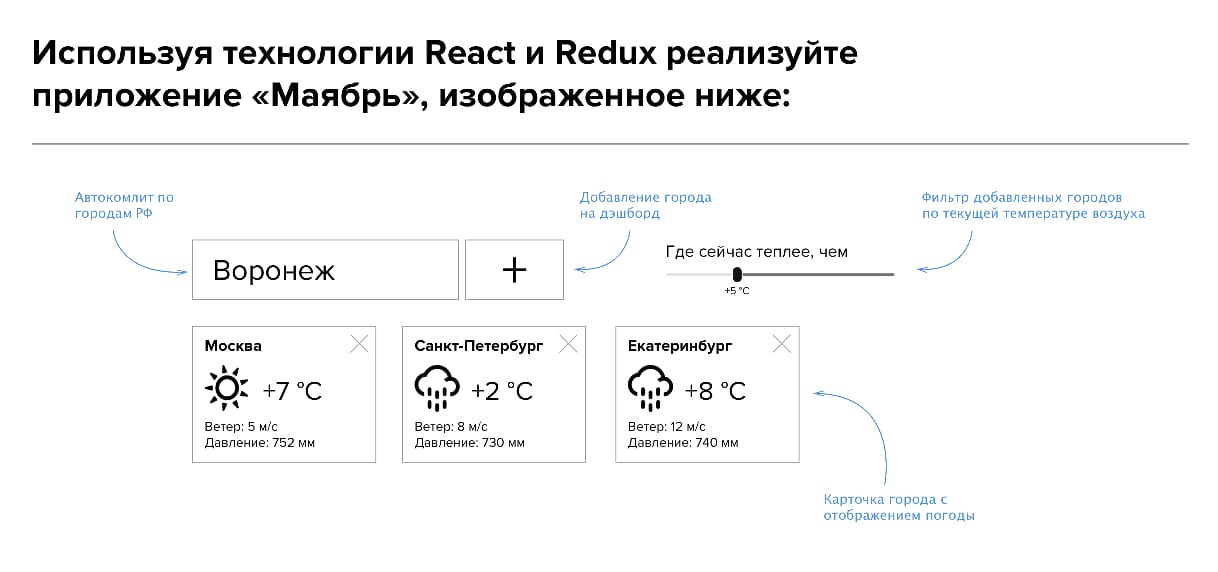 Используя технологии React и Redux реализуйте
приложение «Маябрь», изображенное ниже:
Автокомлит по
городам РФ
Добавление города
на дэшборд
Фильтр добавленных городов
по текущей температуре воздуха
Воронеж
+
Где сейчас теплее, чем
+5 °C
Москва
+7 °C
Ветер: 5 м/с
Давление: 752 мм
Санкт-Петербург
+2 °C
Ветер: 8 м/с
Давление: 730 мм
Екатеринбург
+8 °C
Ветер: 12 м/с
Давление: 740 мм
Карточка города с
отображением погоды